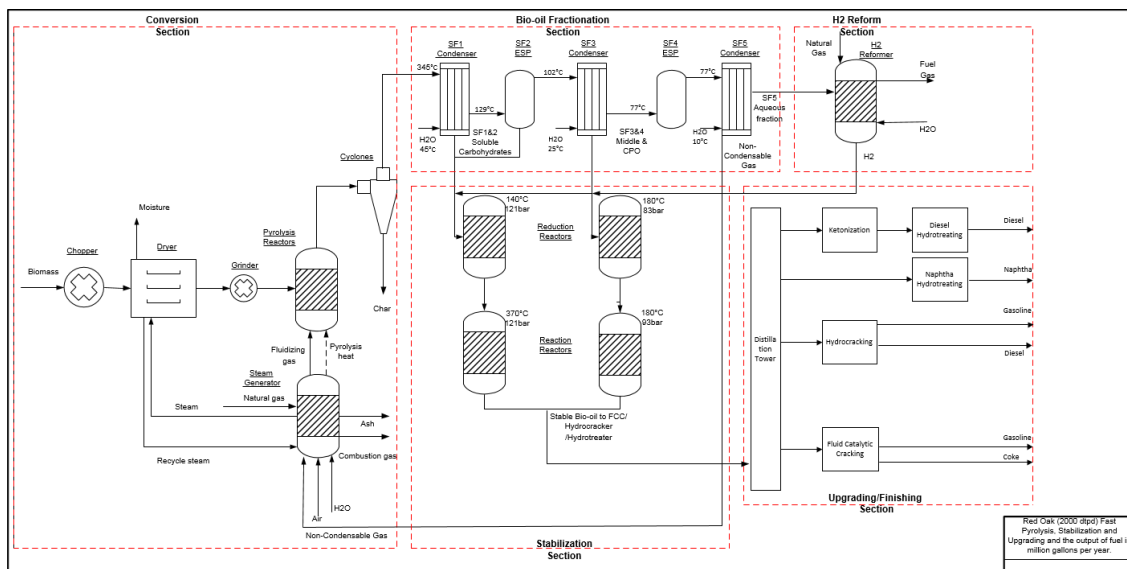 Conversion
Section
Bio-oil Fractionation
Section
H2 Reform
Section
SF1
Condenser
SF2
ESP
SF3
Condenser
SF4
ESP
SF5
Condenser
Natural
Gas
H2
Reformer
Fuel
Gas
345°C
102°C
77°C
129°C
77°C
SF5
Aqueous
fraction
H2O
45°C
SF1&2
Soluble
Carbohydrates
H2O
25°C
SF3&4
Middle &
CPO
H2O
10°C
Non-
Condensable
Gas
H2O
H2
Cyclones
Moisture
Chopper
Dryer
Pyrolysis
Reactors
Grinder
Biomass
Char
140°C
121bar
Reduction
Reactors
180°C
83bar
370°C
121bar
Reaction
Reactors
180°C
93bar
Fluidizing
gas
Pyrolysis
heat
Steam
Generator
Natural gas
Steam
Ash
Recycle steam
Combustion gas
Air
H2O
Non-Condensable Gas
Stable Bio-oil to FCC/
Hydrocracker
/Hydrotreater
Stabilization
Section
Distilla
tion
Tower
Ketonization
Diesel
Hydrotreating
Diesel
Naphtha
Hydrotreating
Naphtha
Hydrocracking
Gasoline
Diesel
Fluid Catalytic
Cracking
Gasoline
Coke
Upgrading/Finishing
Section
Red Oak (2000 dtpd) Fast
Pyrolysis, Stabilization and
Upgrading and the output of fuel i
million gallons per year.